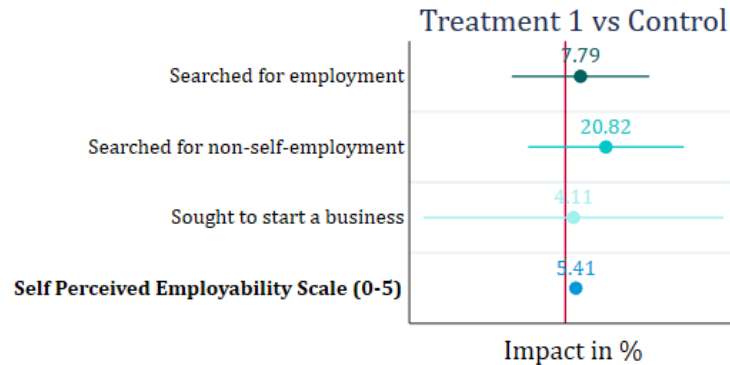 Treatment 1 vs Control
Searched for employment
7.79
Searched for non-self-employment
20.82
Sought to start a business
4.11
Self Perceived Employability Scale (0-5)
5.41
Impact in %